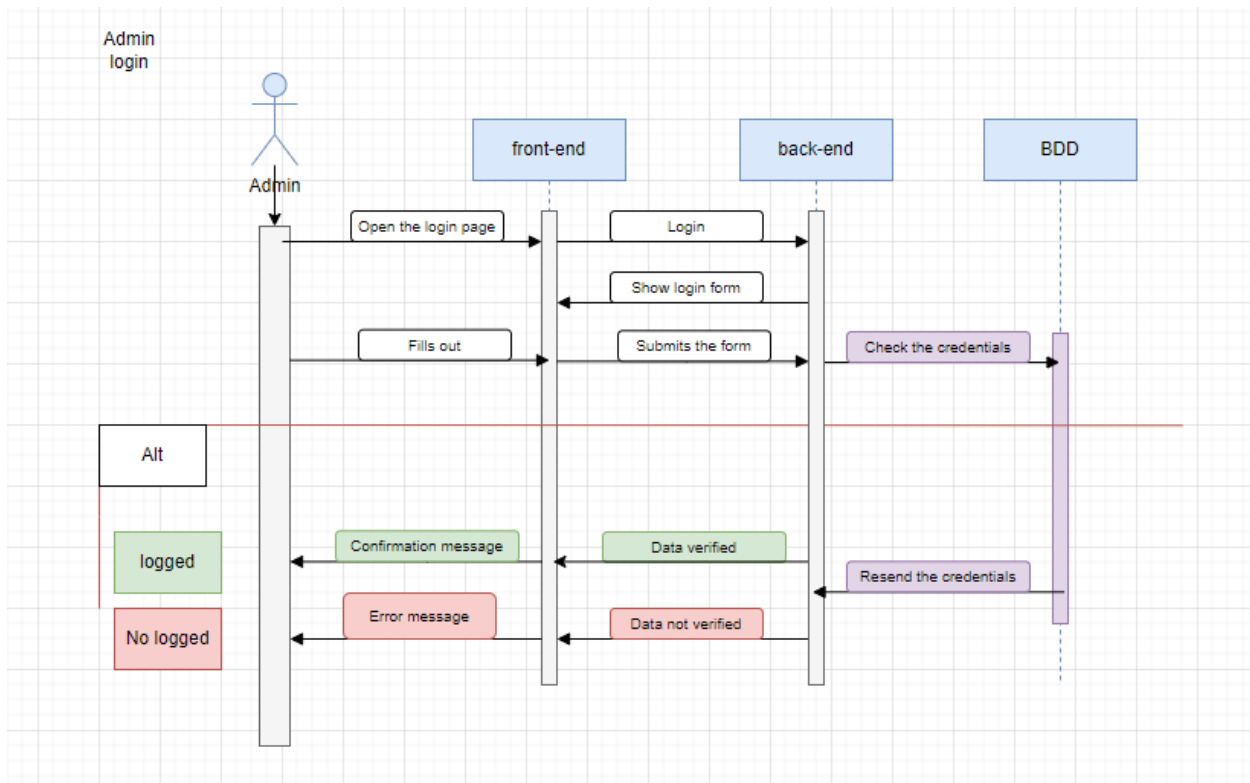 Admin
login
Admin
front-end
back-end
BDD
Open the login page
Login
Show login form
Fills out
Submits the form
Check the credentials
Alt
logged
Confirmation message
Data verified
Resend the credentials
No logged
Error message
Data not verified